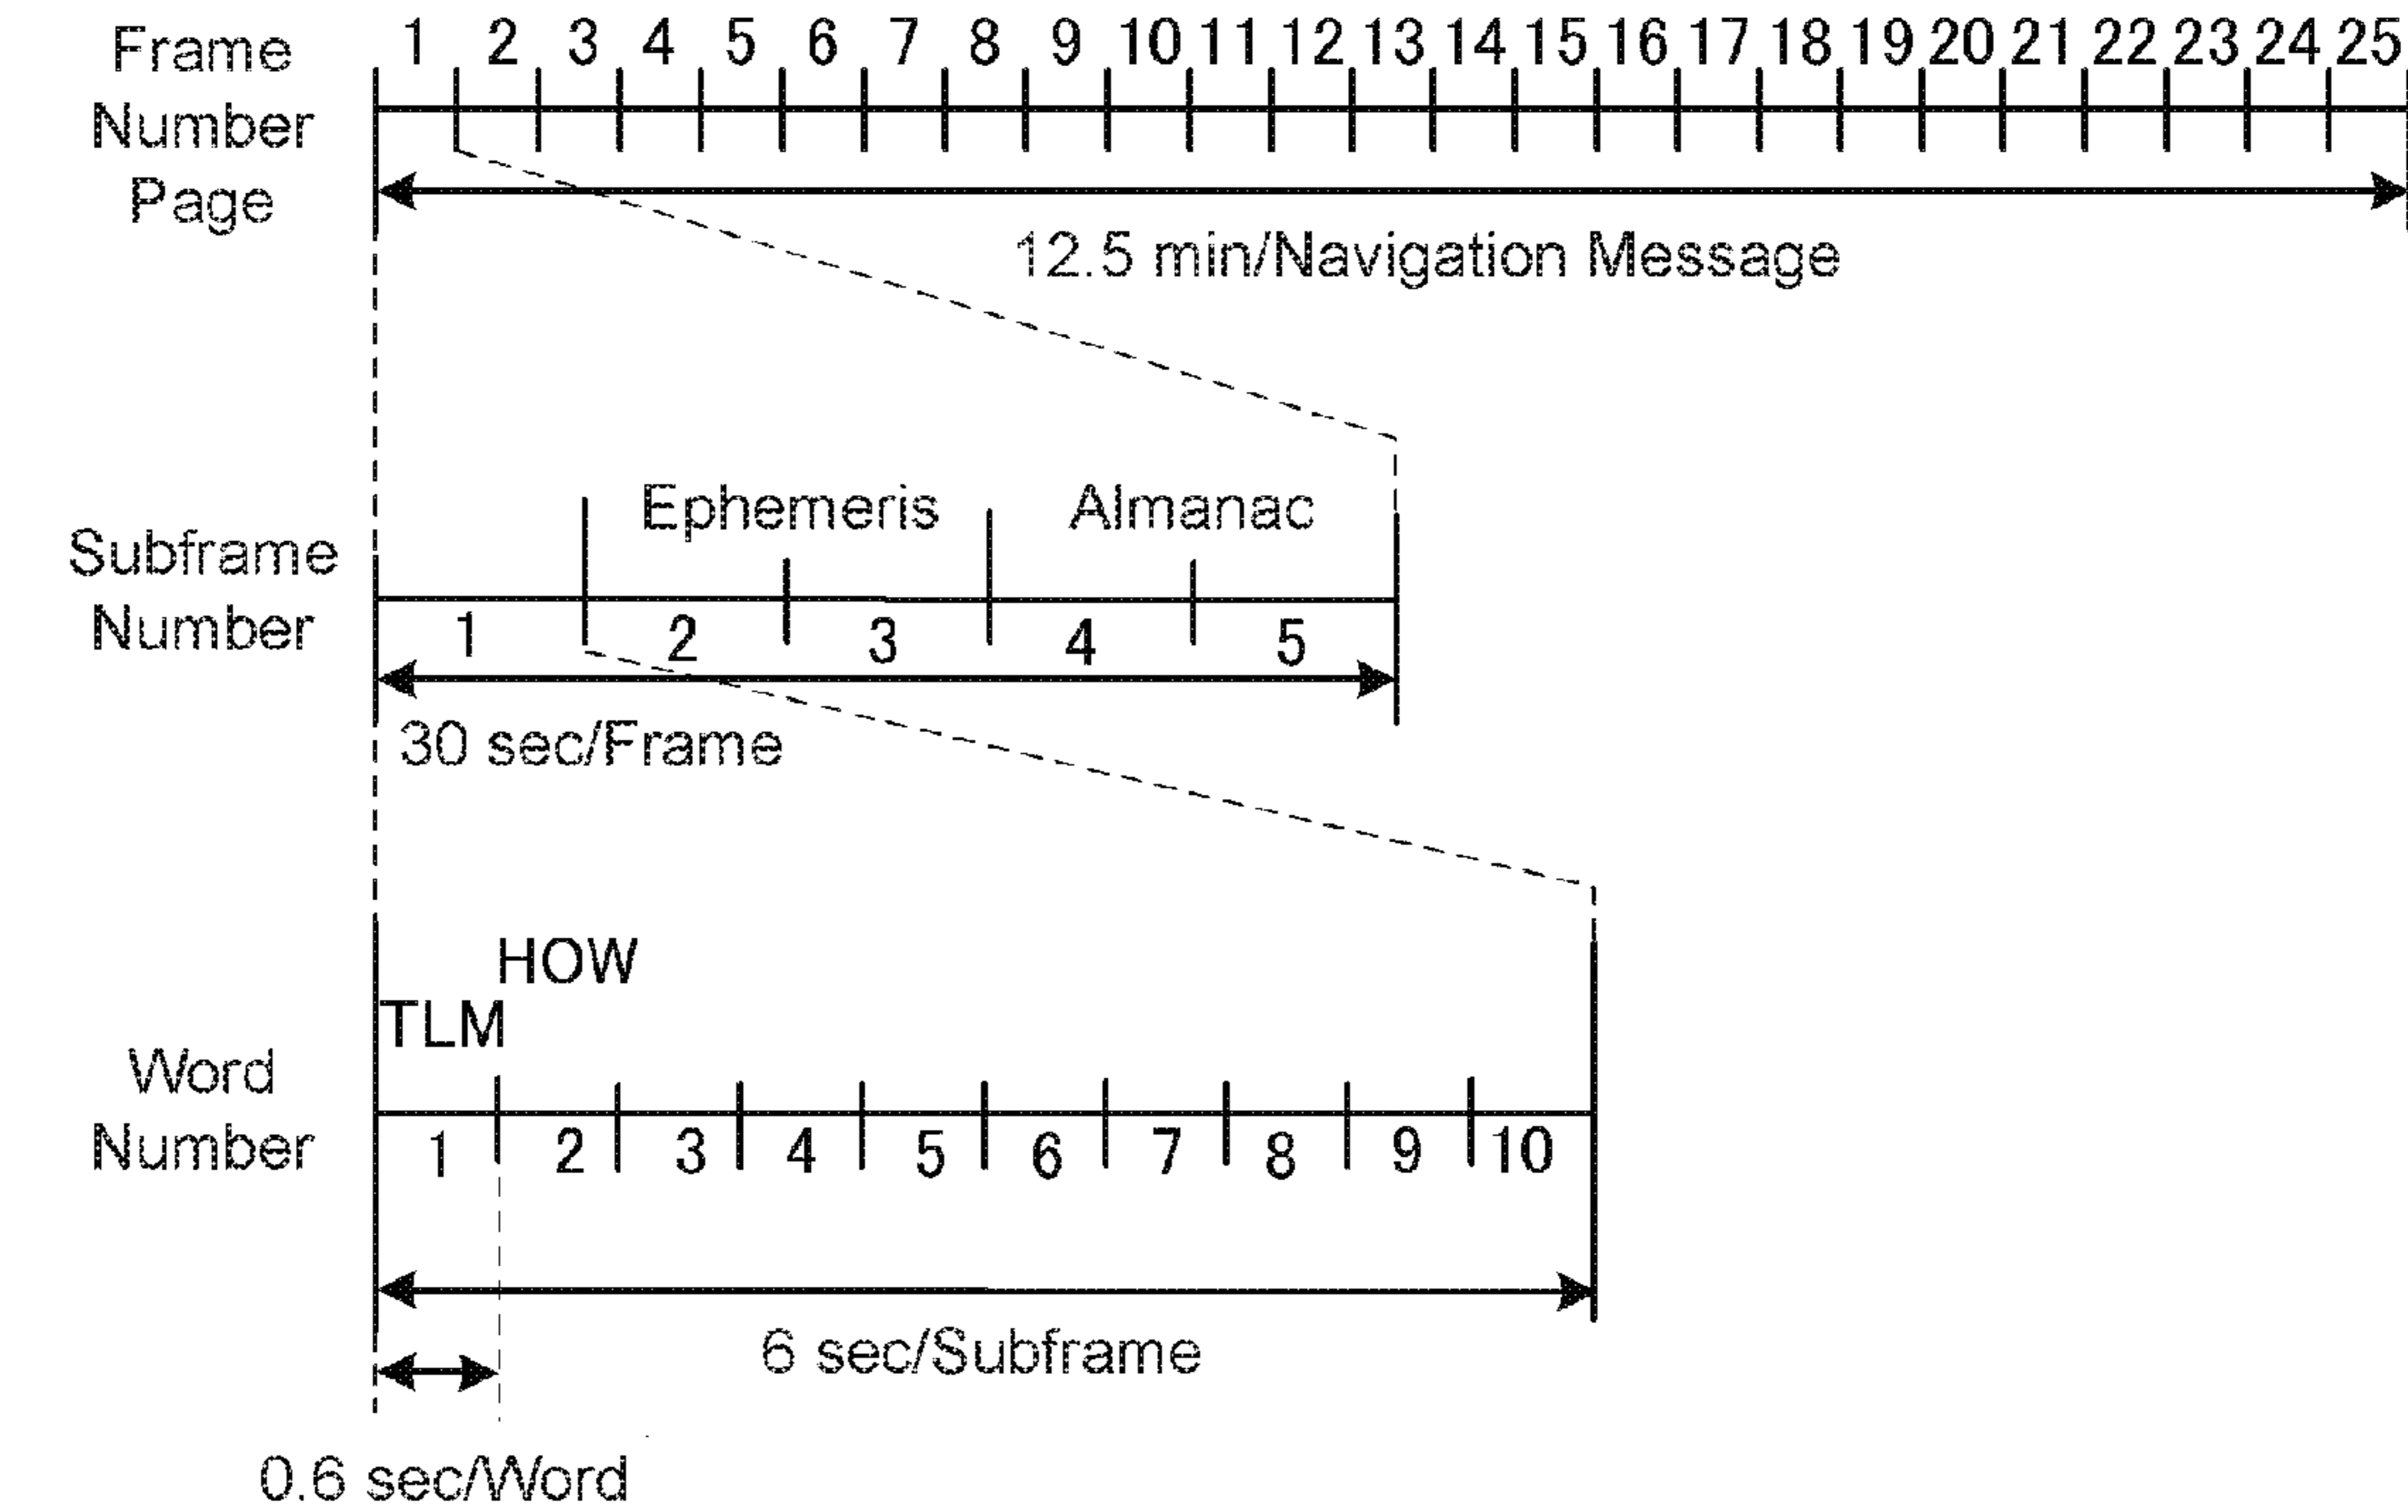 Frame
Number
Page
1 2 3 4 5 6 7 8 9 10 11 12 13 14 15 16 17 18 19 20 21 22 23 24 25
12.5 min/Navigation Message
Subframe
Number
Ephemeris Almanac
1 2 3 4 5
30 sec/Frame
HOW
TLM
Word
Number
1 2 3 4 5 6 7 8 9 10
6 sec/Subframe
0.6 sec/Word